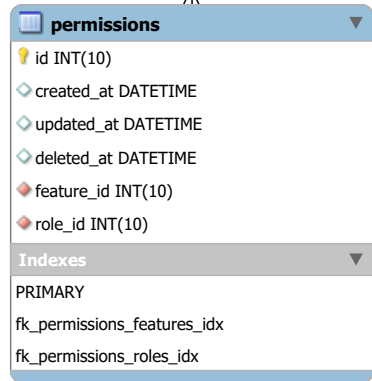 permissions
id INT(10)
created_at DATETIME
updated_at DATETIME
deleted_at DATETIME
feature_id INT(10)
role_id INT(10)
Indexes
PRIMARY
fk_permissions_features_idx
fk_permissions_roles_idx